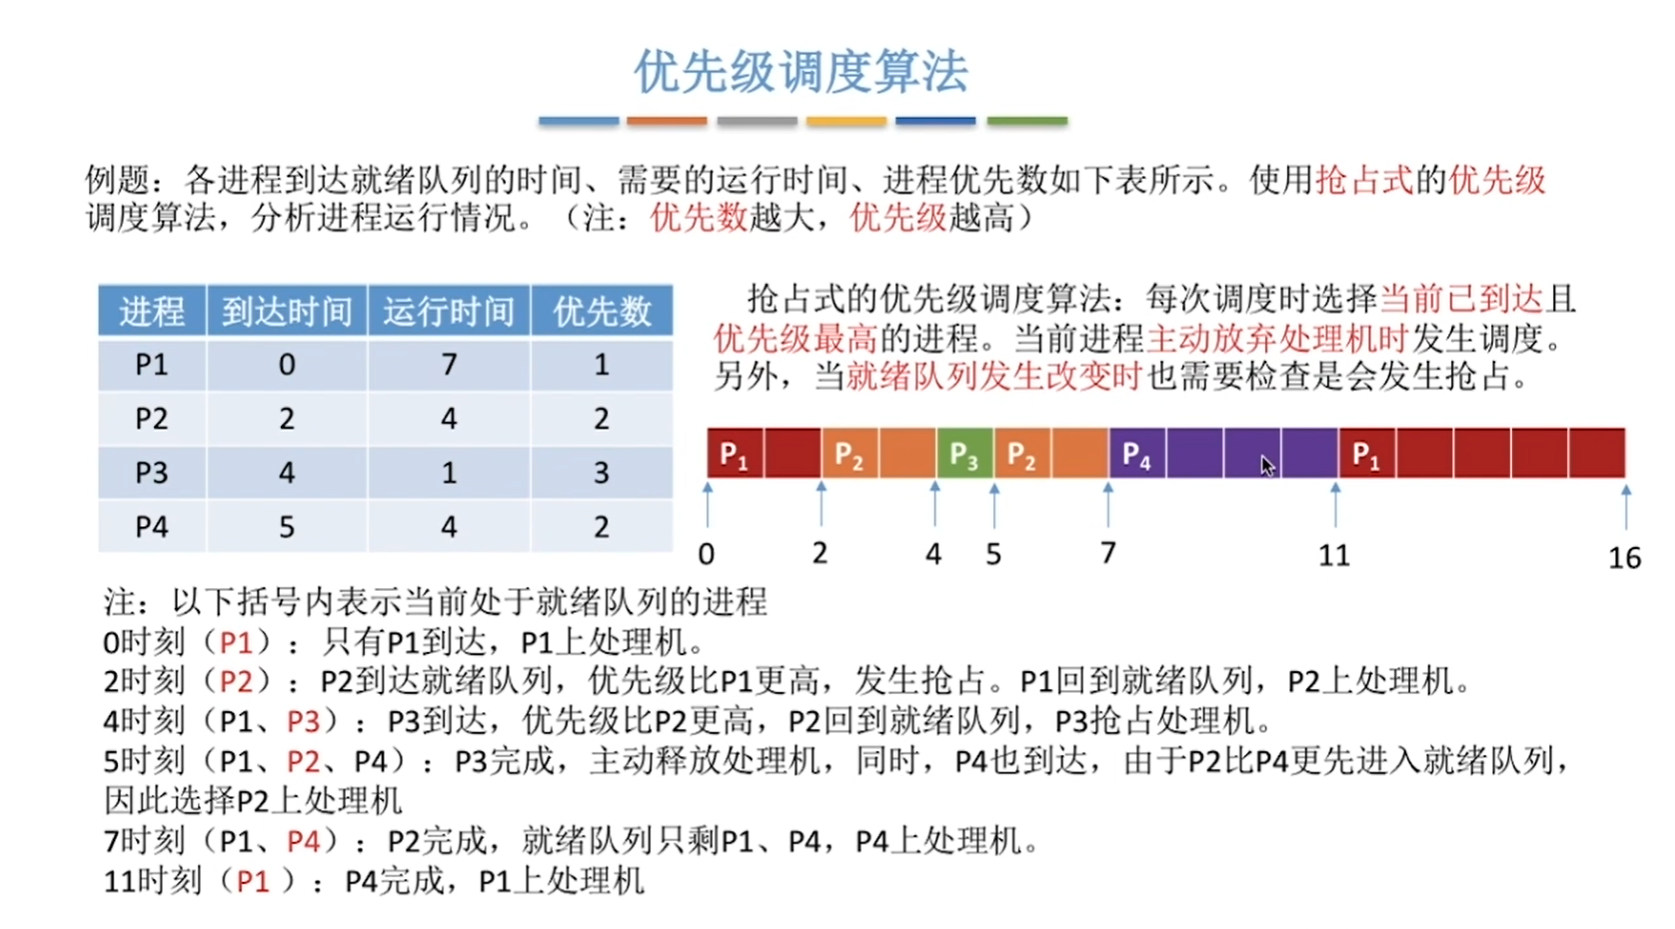 优先级调度算法
例题：各进程到达就绪队列的时间、需要的运行时间、进程优先数如下表所示。使用抢占式的优先级
调度算法，分析进程运行情况。（注：优先数越大，优先级越高）
进程 到达时间 运行时间 优先数
P1 0 7 1
P2 2 4 2
P3 4 1 3
P4 5 4 2
抢占式的优先级调度算法：每次调度时选择当前已到达且
优先级最高的进程。当前进程主动放弃处理机时发生调度。
另外，当就绪队列发生改变时也需要检查是会发生抢占。
P1 P2 P3 P2 P4 P1
0 2 4 5 7 11 16
注：以下括号内表示当前处于就绪队列的进程
0时刻（P1）：只有P1到达，P1上处理机。
2时刻（P2）：P2到达就绪队列，优先级比P1更高，发生抢占。P1回到就绪队列，P2上处理机。
4时刻（P1、P3）：P3到达，优先级比P2更高，P2回到就绪队列，P3抢占处理机。
5时刻（P1、P2、P4）：P3完成，主动释放处理机，同时，P4也到达，由于P2比P4更先进入就绪队列，
因此选择P2上处理机
7时刻（P1、P4）：P2完成，就绪队列只剩P1、P4，P4上处理机。
11时刻（P1 ）：P4完成，P1上处理机